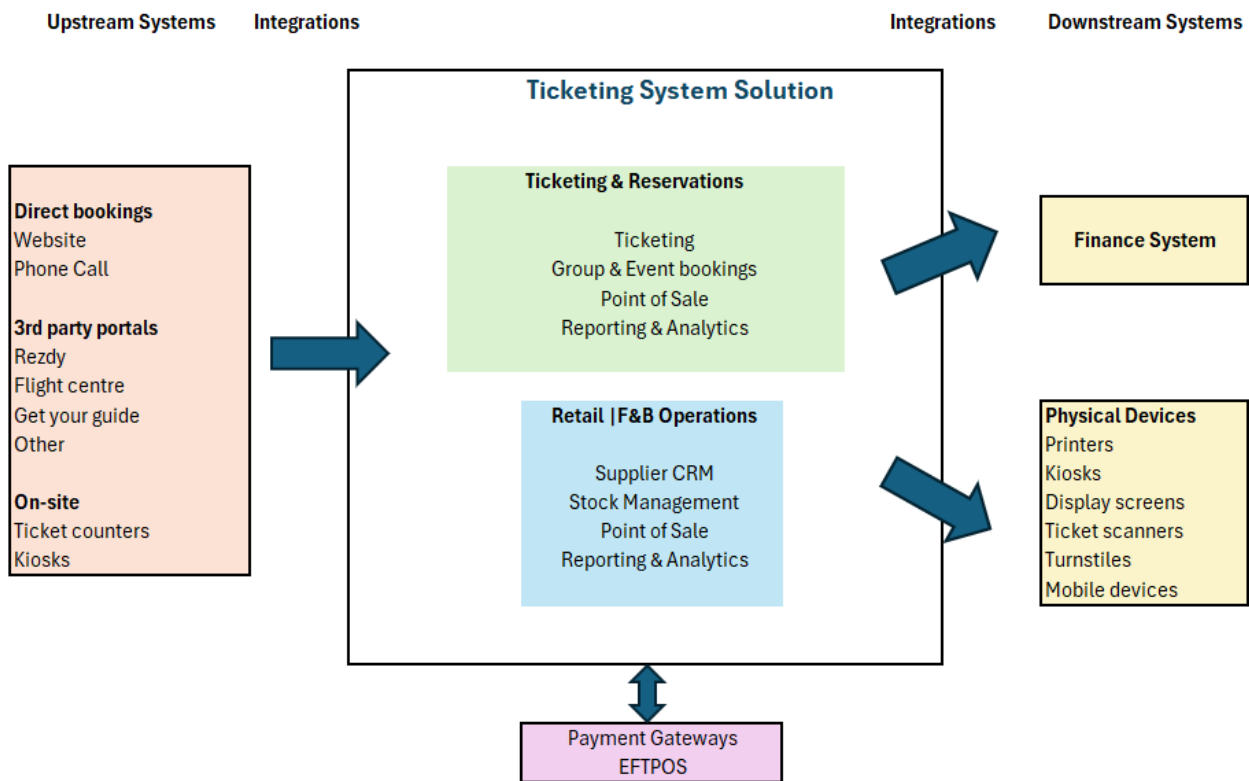 Upstream Systems
Integrations
Integrations
Downstream Systems
Ticketing System Solution
Direct bookings
Website
Phone Call
3rd party portals
Rezdy
Flight centre
Get your guide
Other
On-site
Ticket counters
Kiosks
Ticketing & Reservations
Ticketing
Group & Event bookings
Point of Sale
Reporting & Analytics
Retail |F&B Operations
Supplier CRM
Stock Management
Point of Sale
Reporting & Analytics
Finance System
Physical Devices
Printers
Kiosks
Display screens
Ticket scanners
Turnstiles
Mobile devices
Payment Gateways
EFTPOS